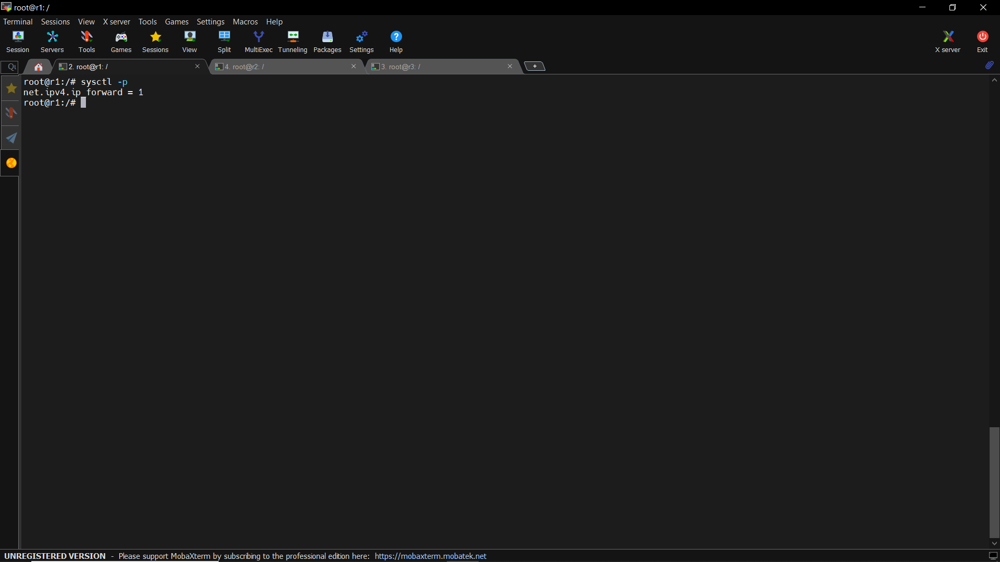 root@r1: /
Terminal Sessions View X server Tools Games Settings Macros Help
Session Servers Tools Games Sessions View Split MultiExec Tunneling Packages Settings Help X server Exit
2. root@r1: / 4. root@r2: / 3. root@r3: /
root@r1:/# sysctl -p
net.ipv4.ip_forward = 1
root@r1:/#
UNREGISTERED VERSION - Please support MobaXterm by subscribing to the professional edition here: https://mobaxterm.mobatek.net